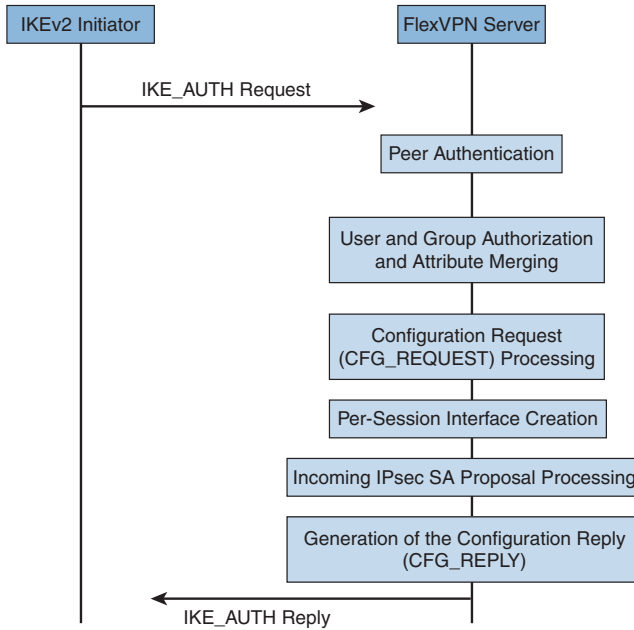 IKEv2 Initiator
FlexVPN Server
IKE_AUTH Request
Peer Authentication
User and Group Authorization
and Attribute Merging
Configuration Request
(CFG_REQUEST) Processing
Per-Session Interface Creation
Incoming IPsec SA Proposal Processing
Generation of the Configuration Reply
(CFG_REPLY)
IKE_AUTH Reply